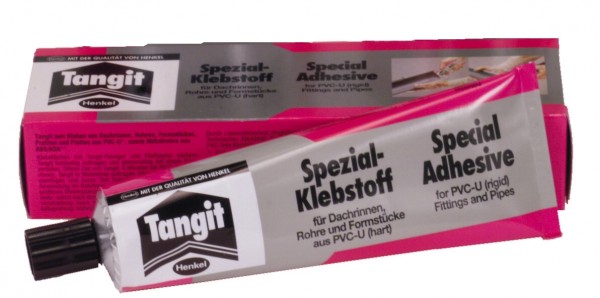 MIT DER QUALITÄT VON HENKEL
Tangit
Henkel
Spezial-
Klebstoff
für Dachrinnen,
Rohre und Formstücke
aus PVC-U (hart)
Special
Adhesive
for PVC-U (rigid)
Fittings and Pipes
MIT DER QUALITÄT VON HENKEL
Tangit
Henkel
Spezial-
Klebstoff
für Dachrinnen,
Rohre und Formstücke
aus PVC-U (hart)
Special
Adhesive
for PVC-U (rigid)
Fittings and Pipes